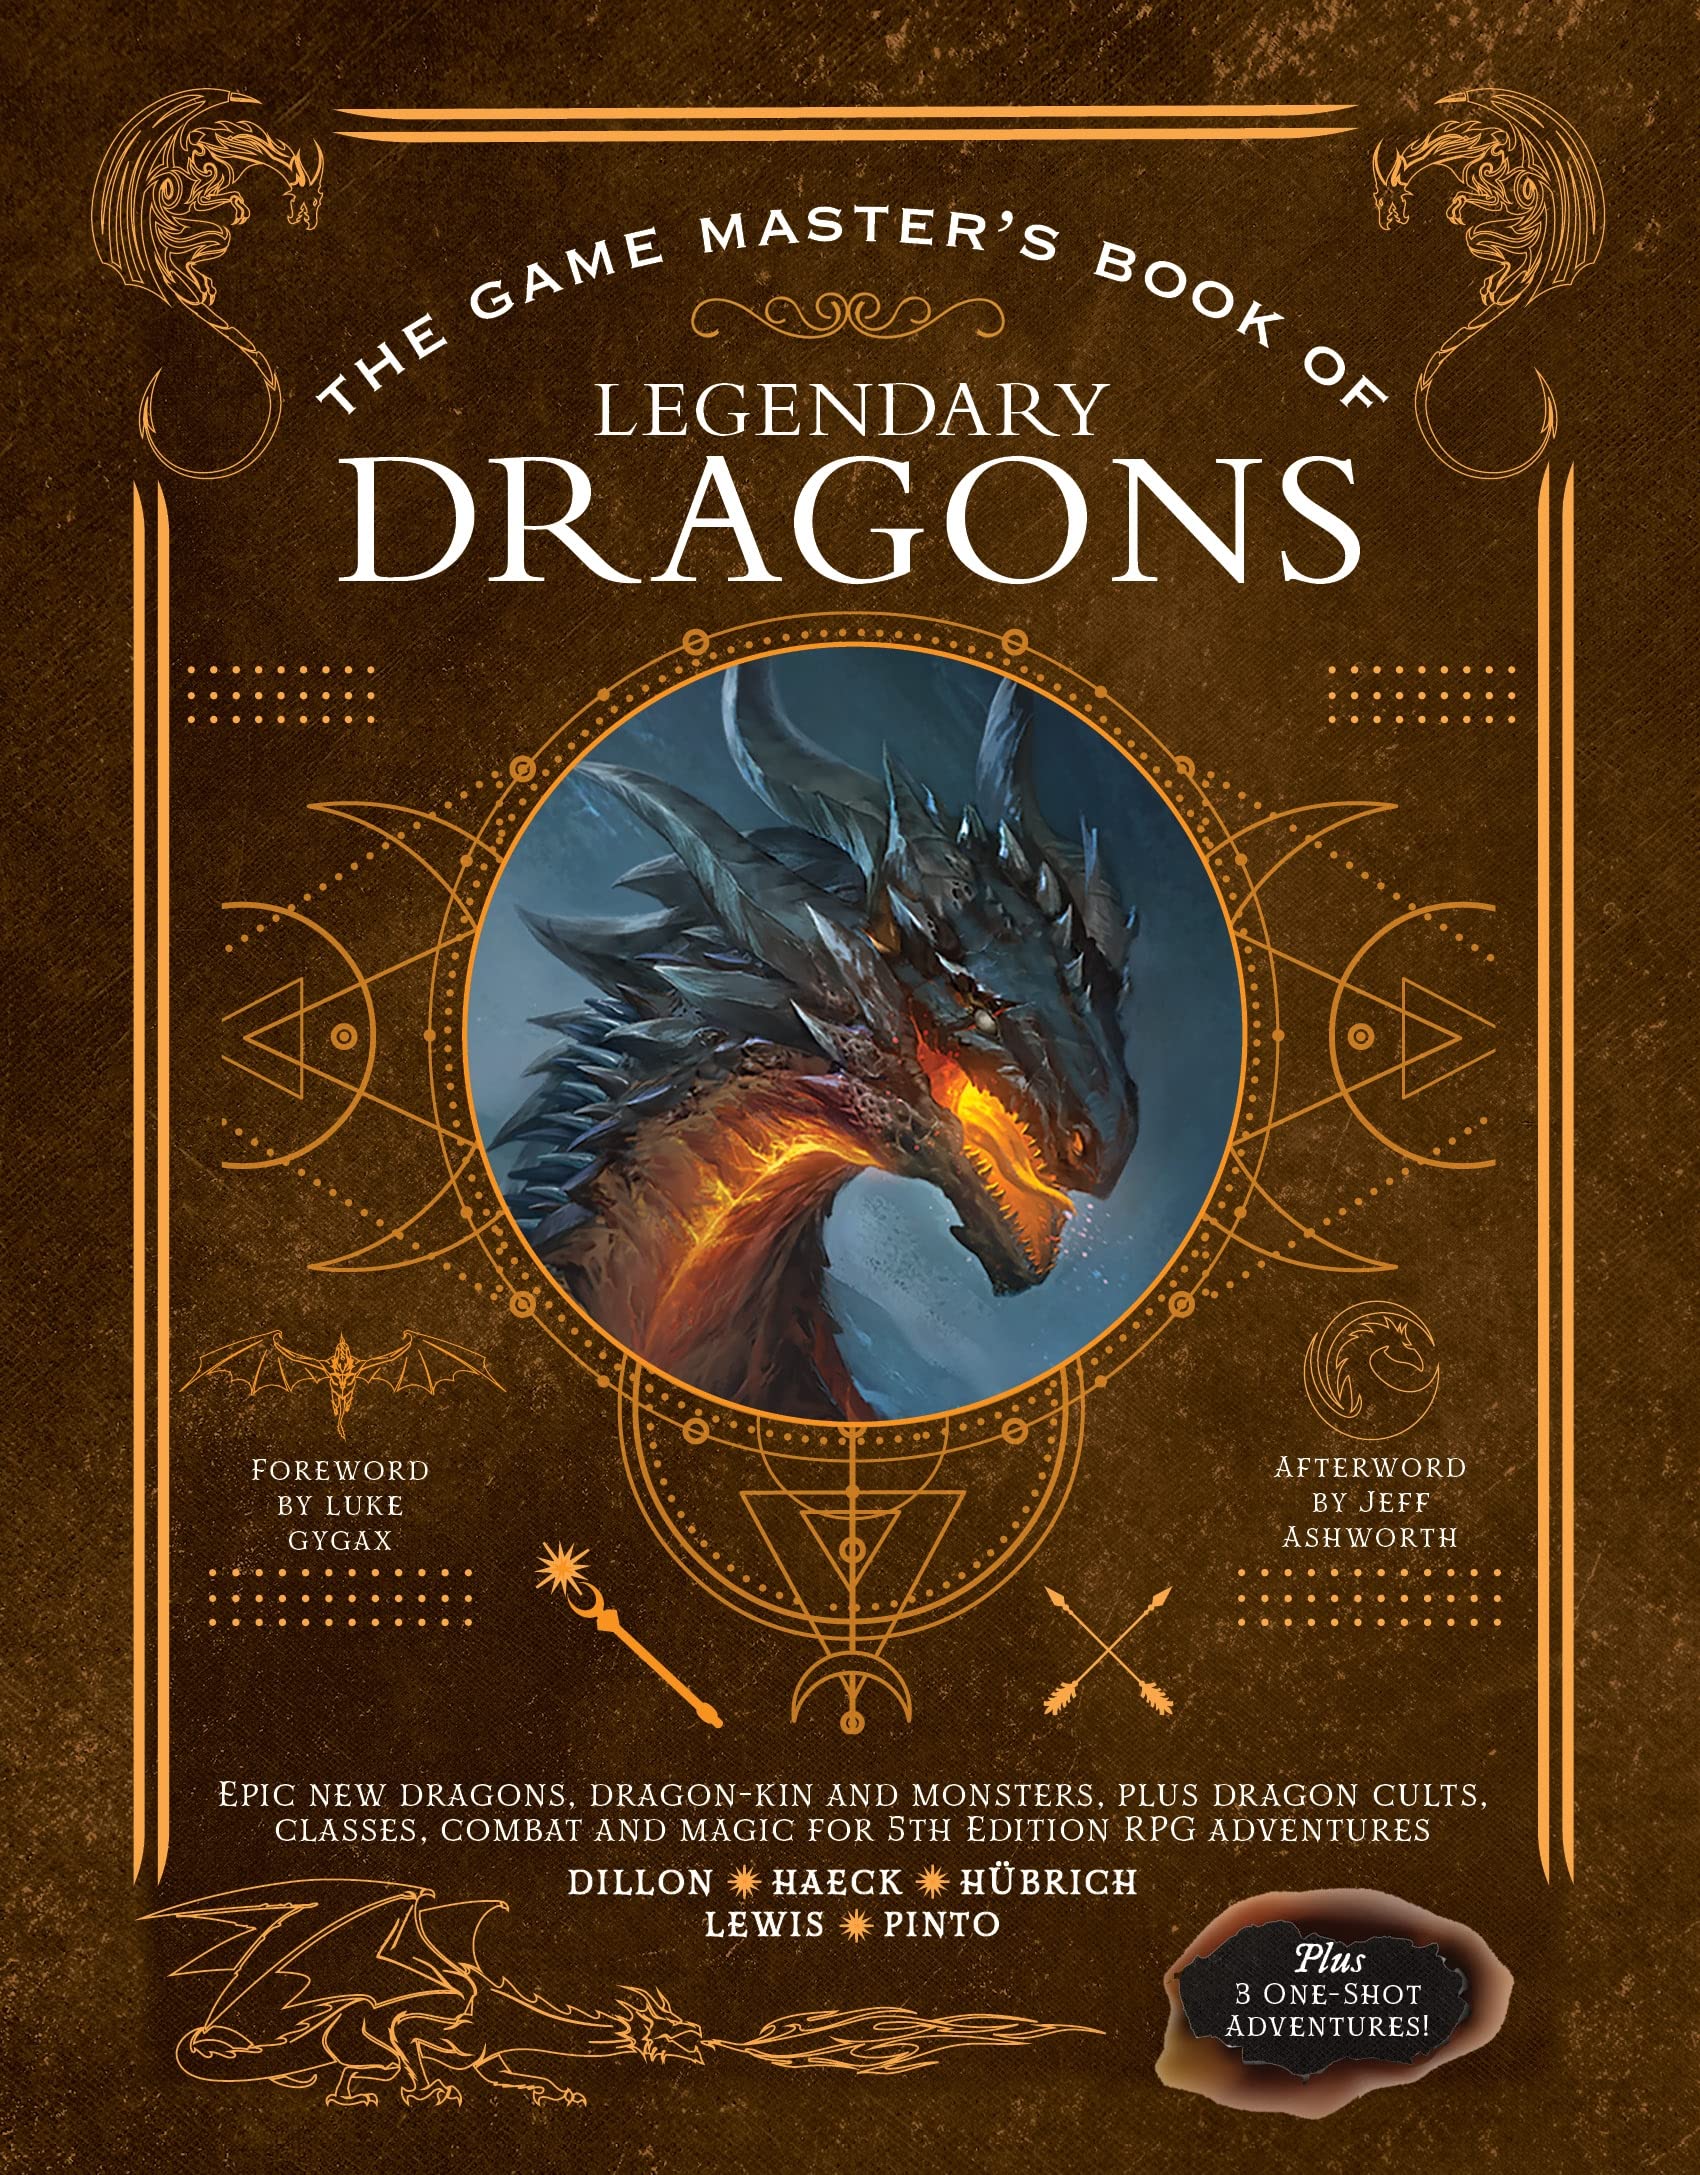 THE GAME MASTER'S BOOK OF
LEGENDARY
DRAGONS
FOREWORD
BY LUKE
GYGAX
AFTERWORD
BY JEFF
ASHWORTH
EPIC NEW DRAGONS, DRAGON-KIN AND MONSTERS, PLUS DRAGON CULTS,
CLASSES, COMBAT AND MAGIC FOR 5TH EDITION RPG ADVENTURES
DILLON HAECK HÜBRICH
LEWIS PINTO
Plus
3 ONE-SHOT
ADVENTURES!